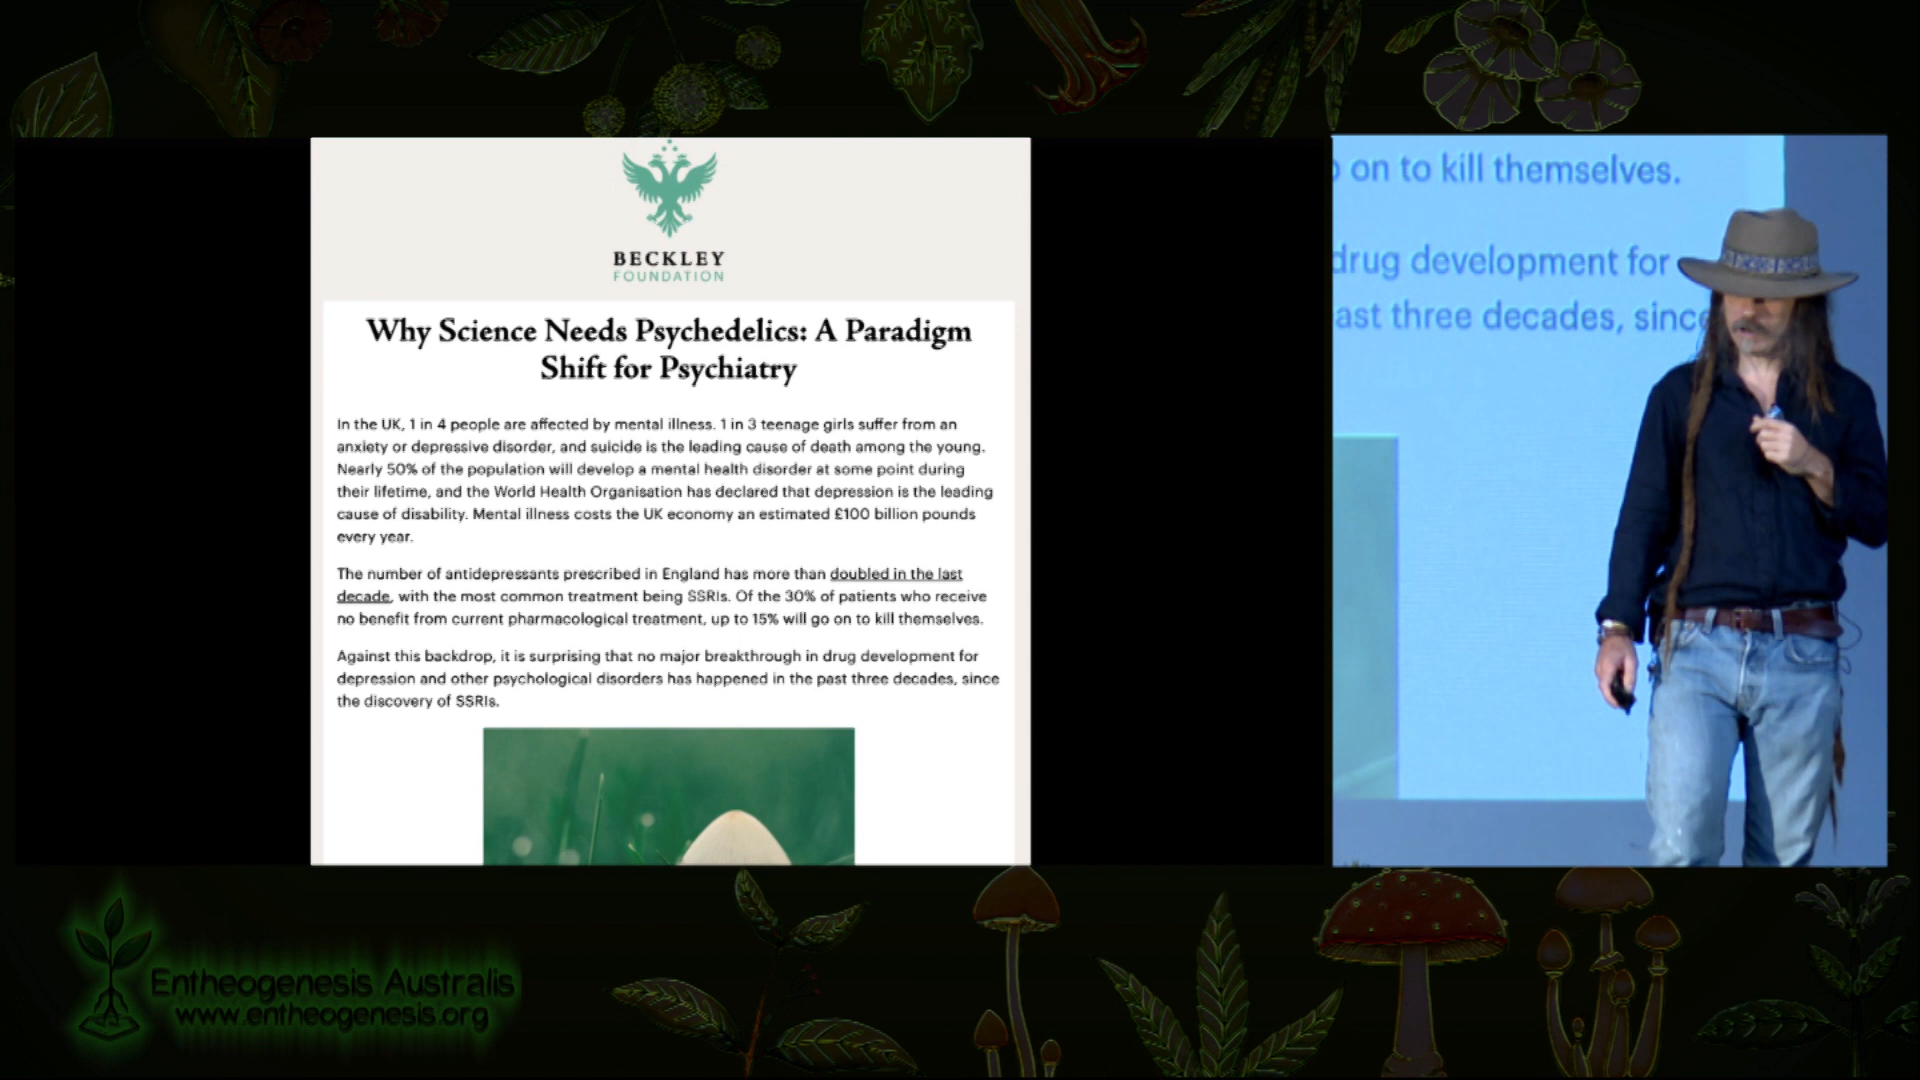 BECKLEY
FOUNDATION
Why Science Needs Psychedelics: A Paradigm
Shift for Psychiatry
In the UK, 1 in 4 people are affected by mental illness. 1 in 3 teenage girls suffer from an
anxiety or depressive disorder, and suicide is the leading cause of death among the young.
Nearly 50% of the population will develop a mental health disorder at some point during
their lifetime, and the World Health Organisation has declared that depression is the leading
cause of disability. Mental illness costs the UK economy an estimated £100 billion pounds
every year.
The number of antidepressants prescribed in England has more than doubled in the last
decade, with the most common treatment being SSRIs. Of the 30% of patients who receive
no benefit from current pharmacological treatment, up to 15% will go on to kill themselves.
Against this backdrop, it is surprising that no major breakthrough in drug development for
depression and other psychological disorders has happened in the past three decades, since
the discovery of SSRIs.
on to kill themselves.
drug development for
ast three decades, since
Entheogenesis Australis
www.entheogenesis.org